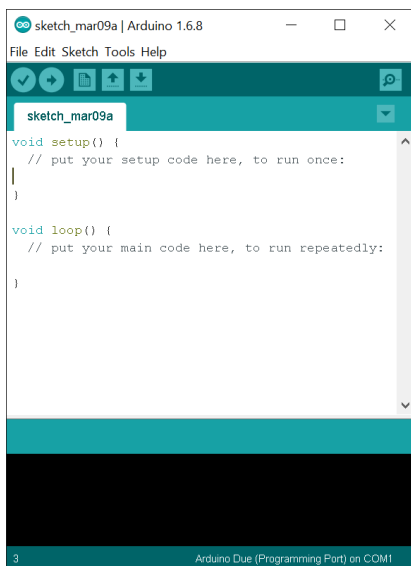 sketch_mar09a | Arduino 1.6.8
File Edit Sketch Tools Help
sketch_mar09a
void setup() {
  // put your setup code here, to run once:

}

void loop() {
  // put your main code here, to run repeatedly:

}
3 Arduino Due (Programming Port) on COM1